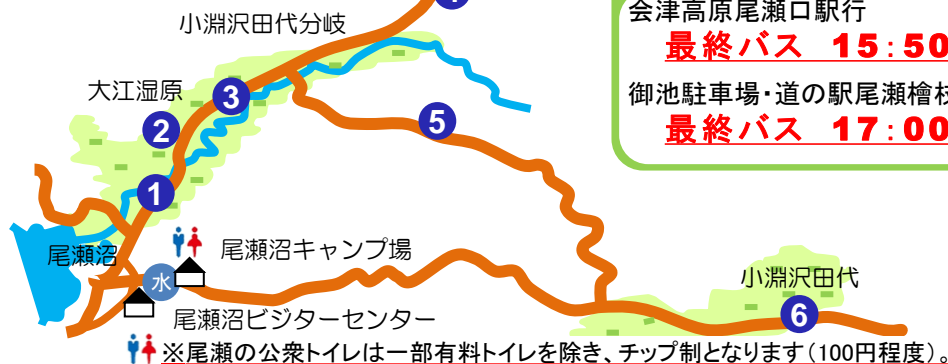 会津高原尾瀬口駅行
最終バス 15:50
御池駐車場・道の駅尾瀬檜枝
最終バス 17:00
小淵沢田代分岐
大江湿原
3
2
5
1
尾瀬沼
尾瀬沼キャンプ場
水
小淵沢田代
6
尾瀬沼ビジターセンター
※尾瀬の公衆トイレは一部有料トイレを除き、チップ制となります(100円程度)。